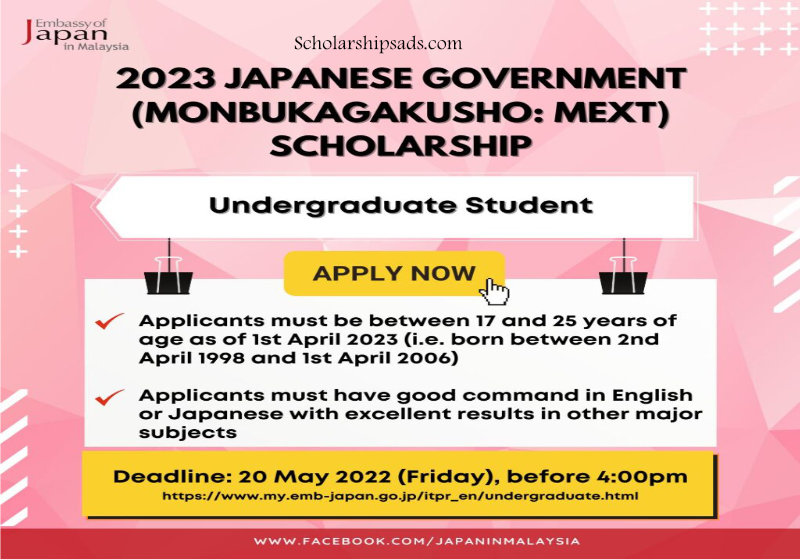 Embassy of
Japan
in Malaysia
Scholarshipsads.com
2023 JAPANESE GOVERNMENT
(MONBUKAGAKUSHO: MEXT)
SCHOLARSHIP
Undergraduate Student
APPLY NOW
Applicants must be between 17 and 25 years of
age as of 1st April 2023 (i.e. born between 2nd
April 1998 and 1st April 2006)
Applicants must have good command in English
or Japanese with excellent results in other major
subjects
Deadline: 20 May 2022 (Friday), before 4:00pm
https://www.my.emb-japan.go.jp/itpr_en/undergraduate.html
WWW.FACEBOOK.COM/JAPANINMALAYSIA